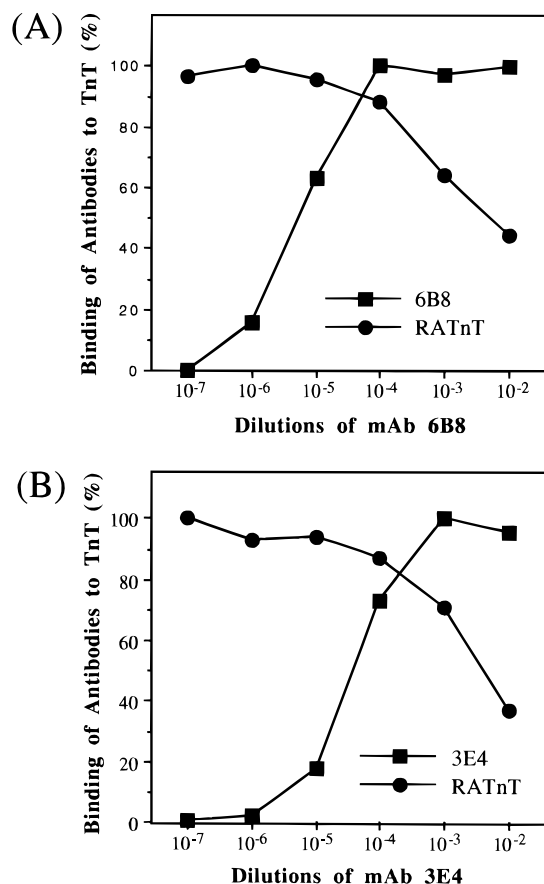 (A)
Binding of Antibodies to TnT (%)
100
80
60
40
20
0
6B8
RATnT
10-7 10-6 10-5 10-4 10-3 10-2
Dilutions of mAb 6B8
(B)
Binding of Antibodies to TnT (%)
100
80
60
40
20
0
3E4
RATnT
10-7 10-6 10-5 10-4 10-3 10-2
Dilutions of mAb 3E4